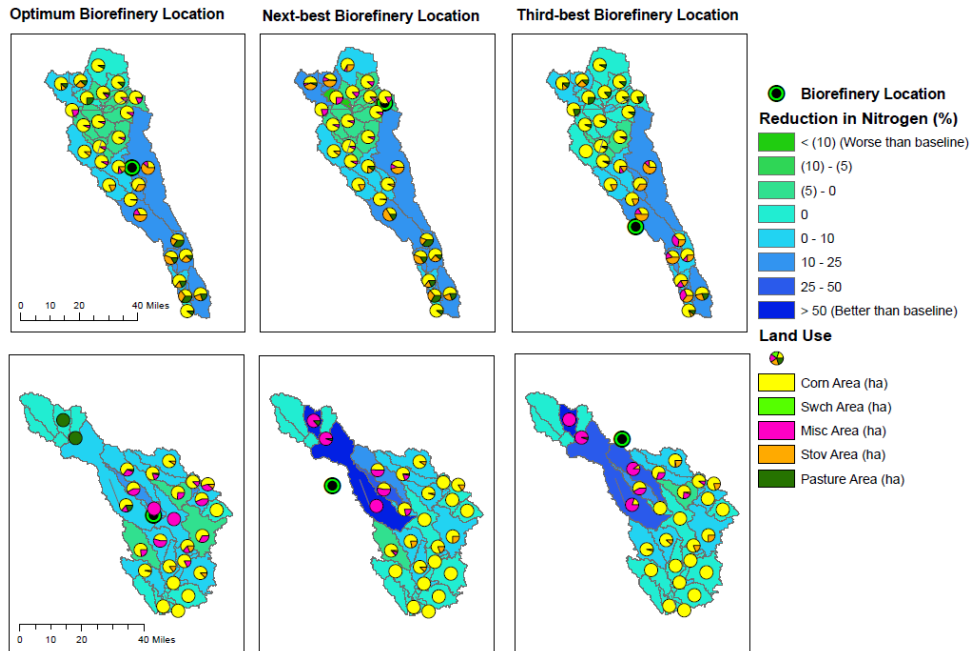 Optimum Biorefinery Location
Next-best Biorefinery Location
Third-best Biorefinery Location
0 10 20 40 Miles
0 10 20 40 Miles
Biorefinery Location
Reduction in Nitrogen (%)
< (10) (Worse than baseline)
(10) - (5)
(5) - 0
0
0 - 10
10 - 25
25 - 50
> 50 (Better than baseline)
Land Use
Corn Area (ha)
Swch Area (ha)
Misc Area (ha)
Stov Area (ha)
Pasture Area (ha)